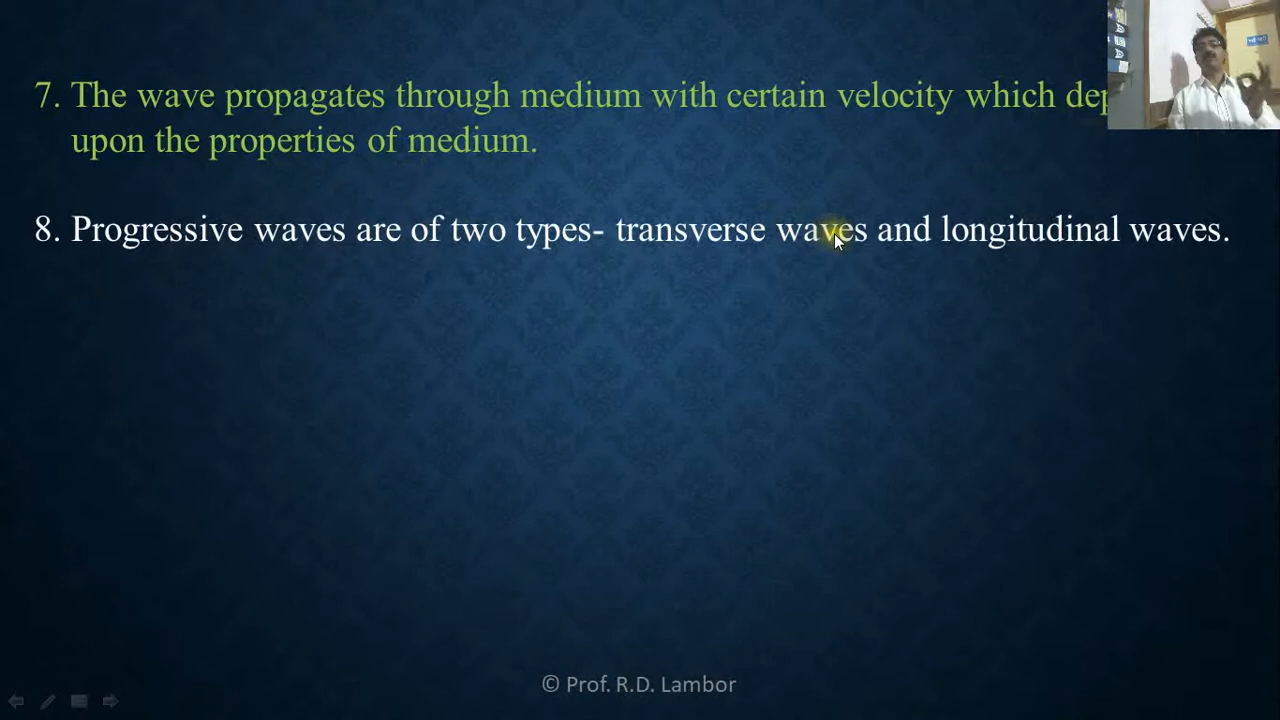 7. The wave propagates through medium with certain velocity which dep
upon the properties of medium.
8. Progressive waves are of two types- transverse waves and longitudinal waves.
© Prof. R.D. Lambor